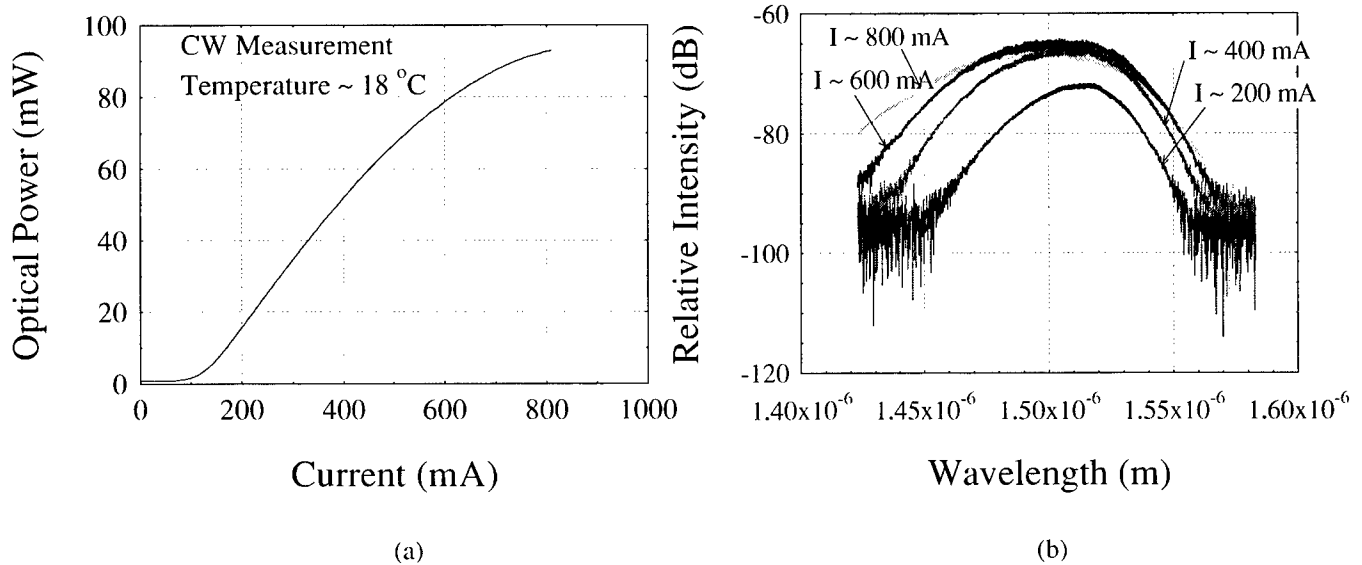 100
80
60
40
20
0
Optical Power (mW)
CW Measurement
Temperature ~ 18 °C
0
200
400
600
800
1000
Current (mA)
(a)
-60
-80
-100
-120
Relative Intensity (dB)
I ~ 800 mA
I ~ 600 mA
I ~ 400 mA
I ~ 200 mA
1.40x10⁻⁶
1.45x10⁻⁶
1.50x10⁻⁶
1.55x10⁻⁶
1.60x10⁻⁶
Wavelength (m)
(b)